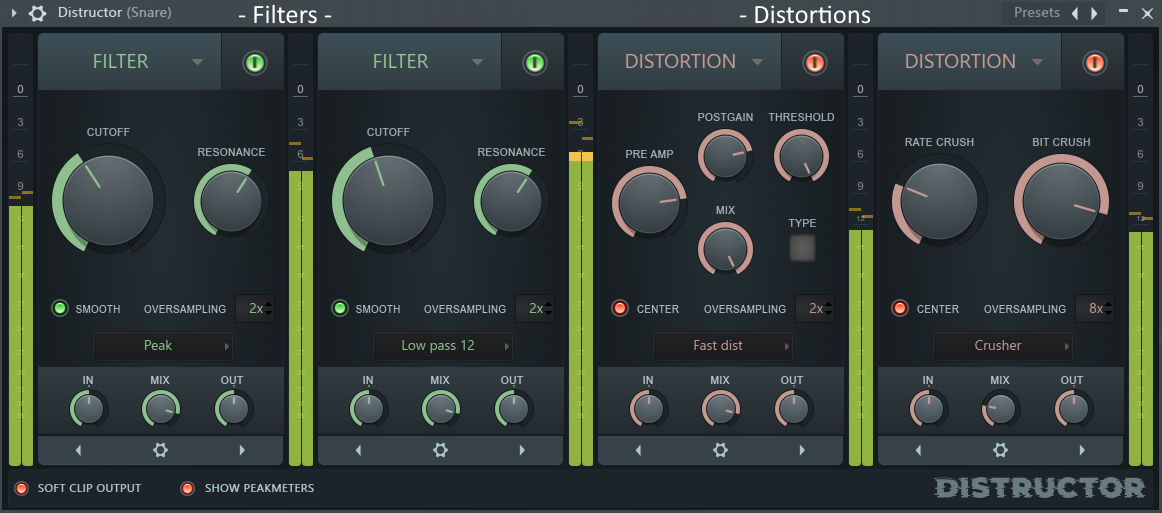 Distructor (Snare)
- Filters -
- Distortions -
Presets
FILTER
FILTER
DISTORTION
DISTORTION
0
3
6
9
0
3
6
0
3
0
3
6
9
12
0
3
6
9
12
CUTOFF
RESONANCE
SMOOTH
OVERSAMPLING
2x
Peak
IN
MIX
OUT
CUTOFF
RESONANCE
SMOOTH
OVERSAMPLING
2x
Low pass 12
IN
MIX
OUT
POSTGAIN
THRESHOLD
PRE AMP
MIX
TYPE
CENTER
OVERSAMPLING
2x
Fast dist
IN
MIX
OUT
RATE CRUSH
BIT CRUSH
CENTER
OVERSAMPLING
8x
Crusher
IN
MIX
OUT
SOFT CLIP OUTPUT
SHOW PEAKMETERS
DISTRUCTOR